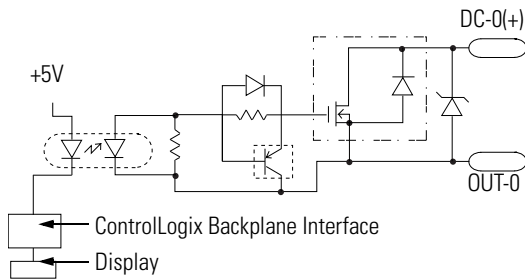 DC-0(+)
+5V
OUT-0
ControlLogix Backplane Interface
Display